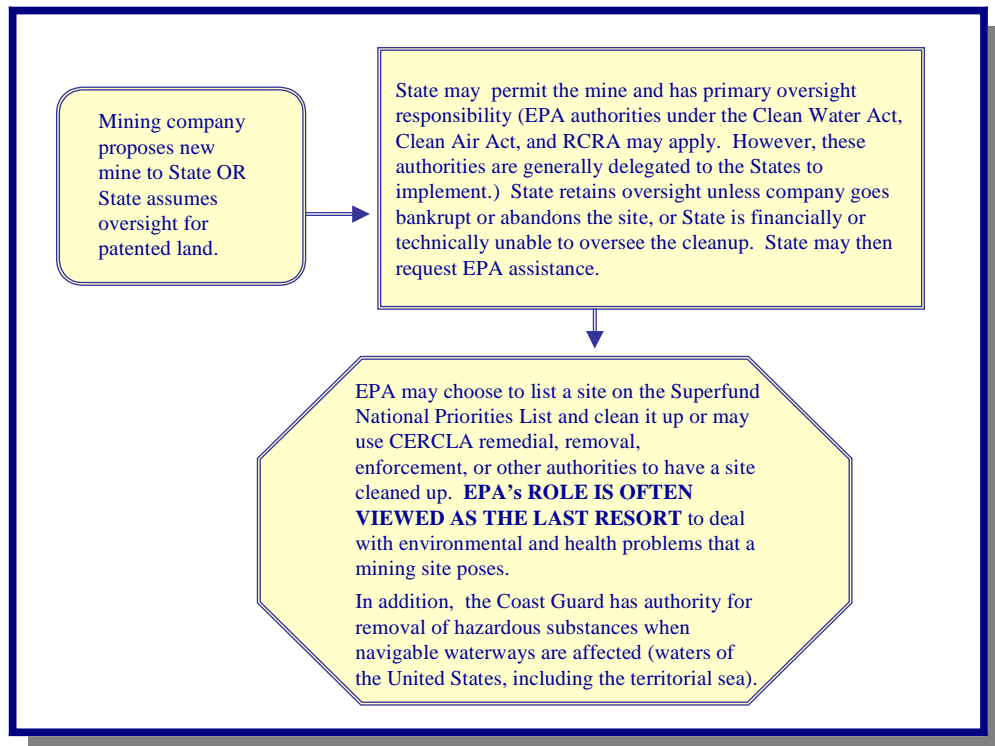 Mining company
proposes new
mine to State OR
State assumes
oversight for
patented land.
State may permit the mine and has primary oversight
responsibility (EPA authorities under the Clean Water Act,
Clean Air Act, and RCRA may apply. However, these
authorities are generally delegated to the States to
implement.) State retains oversight unless company goes
bankrupt or abandons the site, or State is financially or
technically unable to oversee the cleanup. State may then
request EPA assistance.
EPA may choose to list a site on the Superfund
National Priorities List and clean it up or may
use CERCLA remedial, removal,
enforcement, or other authorities to have a site
cleaned up. EPA's ROLE IS OFTEN
VIEWED AS THE LAST RESORT to deal
with environmental and health problems that a
mining site poses.
In addition, the Coast Guard has authority for
removal of hazardous substances when
navigable waterways are affected (waters of
the United States, including the territorial sea).